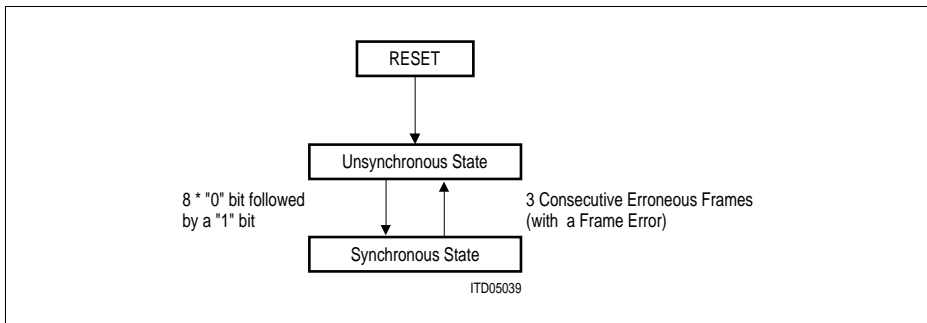 RESET
Unsynchronous State
8 * "0" bit followed
by a "1" bit
3 Consecutive Erroneous Frames
(with a Frame Error)
Synchronous State
ITD05039